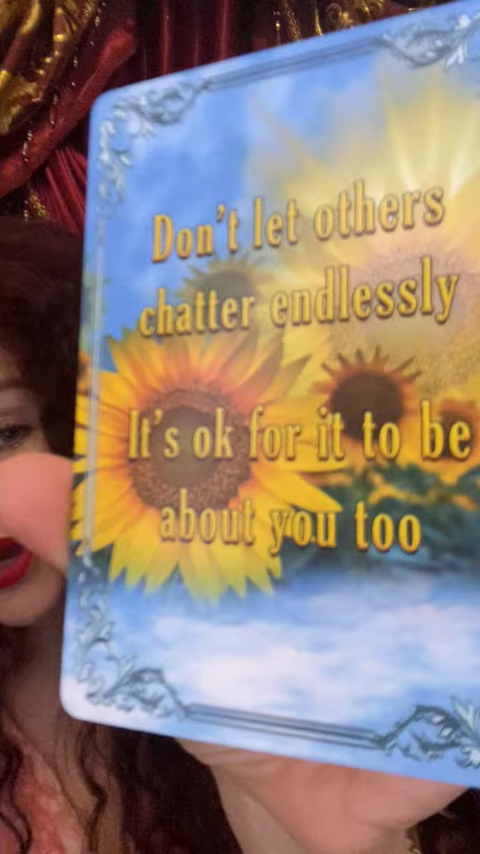 Don't let others
chatter endlessly
It's ok for it to be
about you too